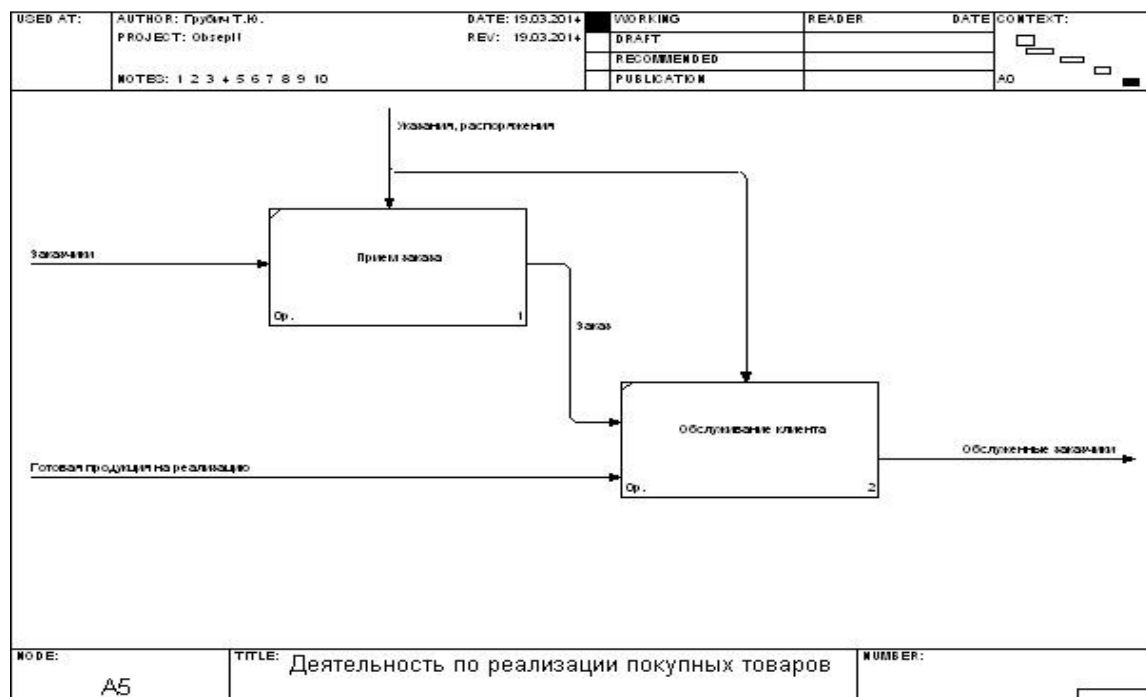 USED AT:
AUTHOR: Грубич Т.Ю.
DATE: 19.03.2014
PROJECT:
REV: 19.03.2014
NOTES: 1 2 3 4 5 6 7 8 9 10
WORKING
DRAFT
RECOMMENDED
PUBLICATION
READER
DATE
CONTEXT:
A0
Указания, распоряжения
Заказчики
Прием заказа
0р.
1
Заказ
Обслуживание клиента
0р.
2
Готовая продукция на реализацию
Обслуженные заказчики
NODE:
A5
TITLE:
Деятельность по реализации покупных товаров
NUMBER: